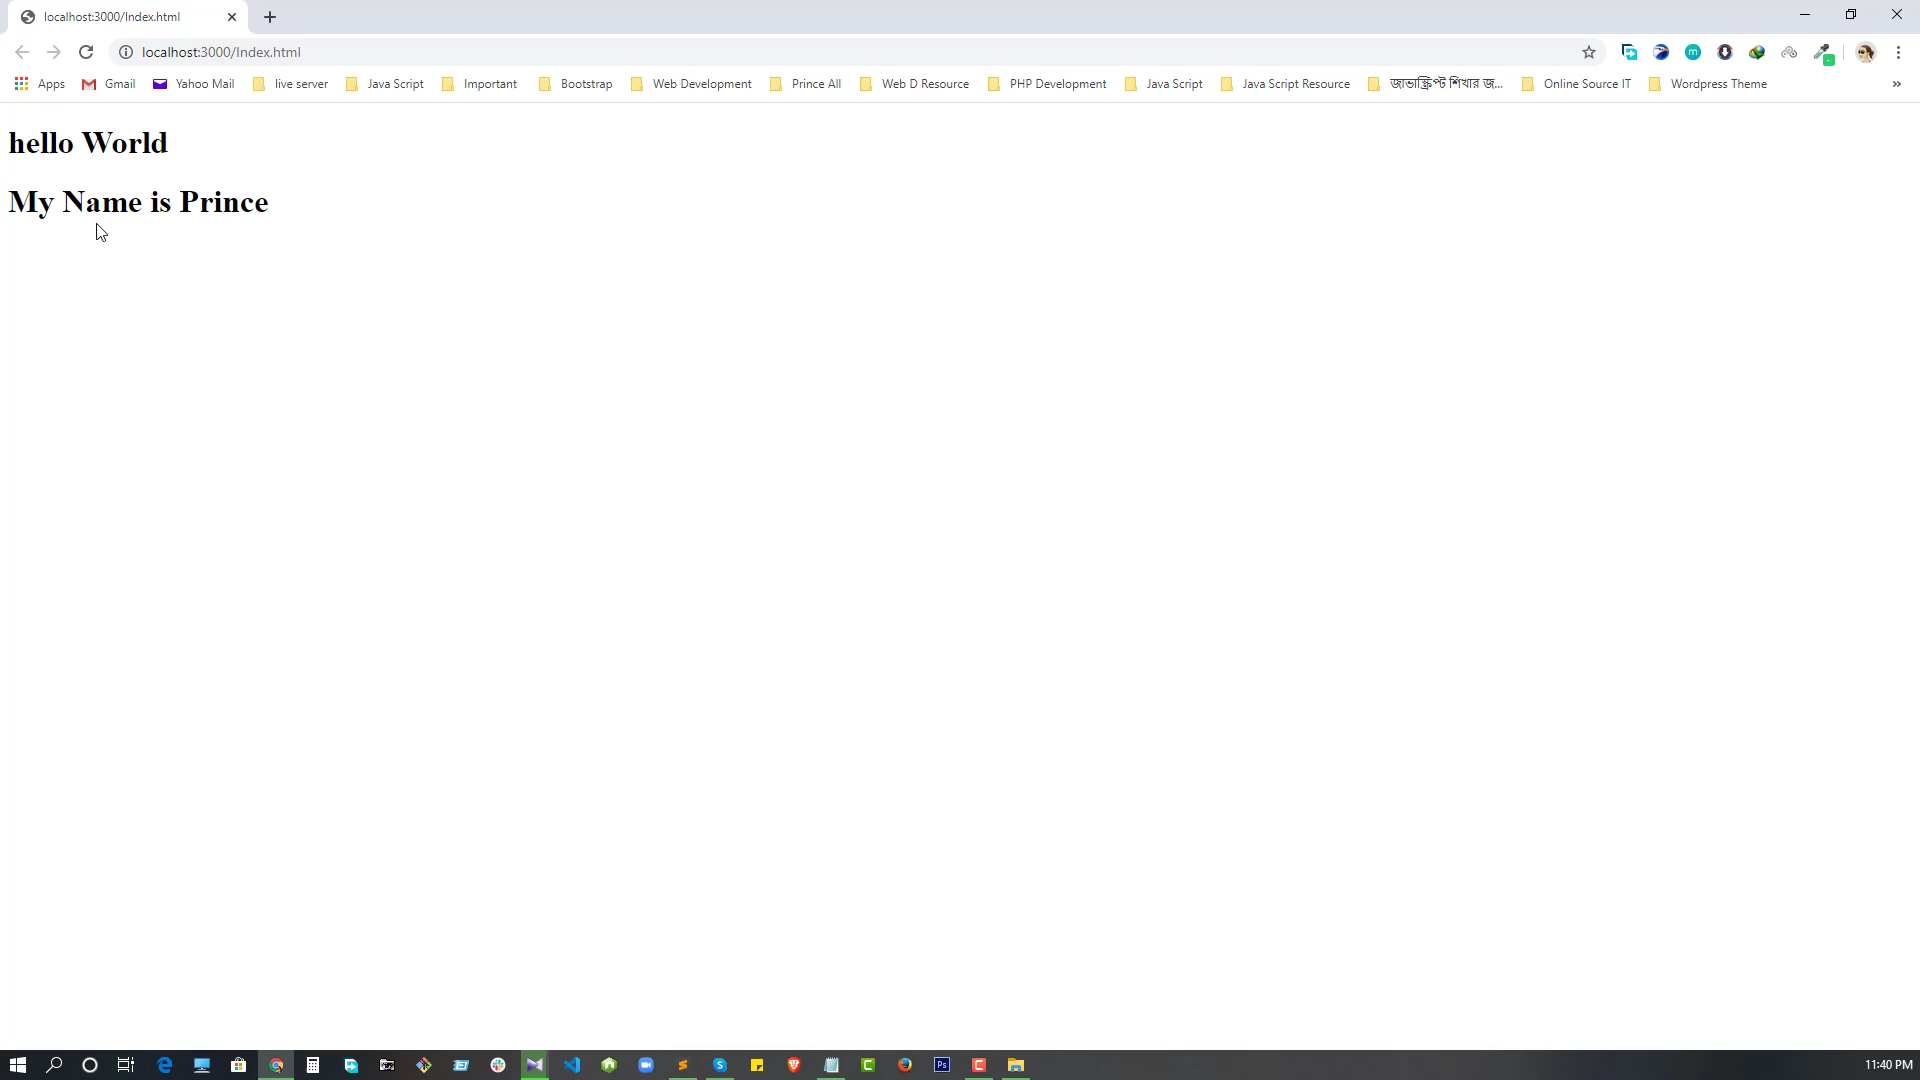 localhost:3000/Index.html
localhost:3000/Index.html
Apps Gmail Yahoo Mail live server Java Script Important Bootstrap Web Development Prince All Web D Resource PHP Development Java Script Java Script Resource জাভাস্ক্রিপ্ট শিখার জ... Online Source IT Wordpress Theme »
hello World
My Name is Prince
11:40 PM